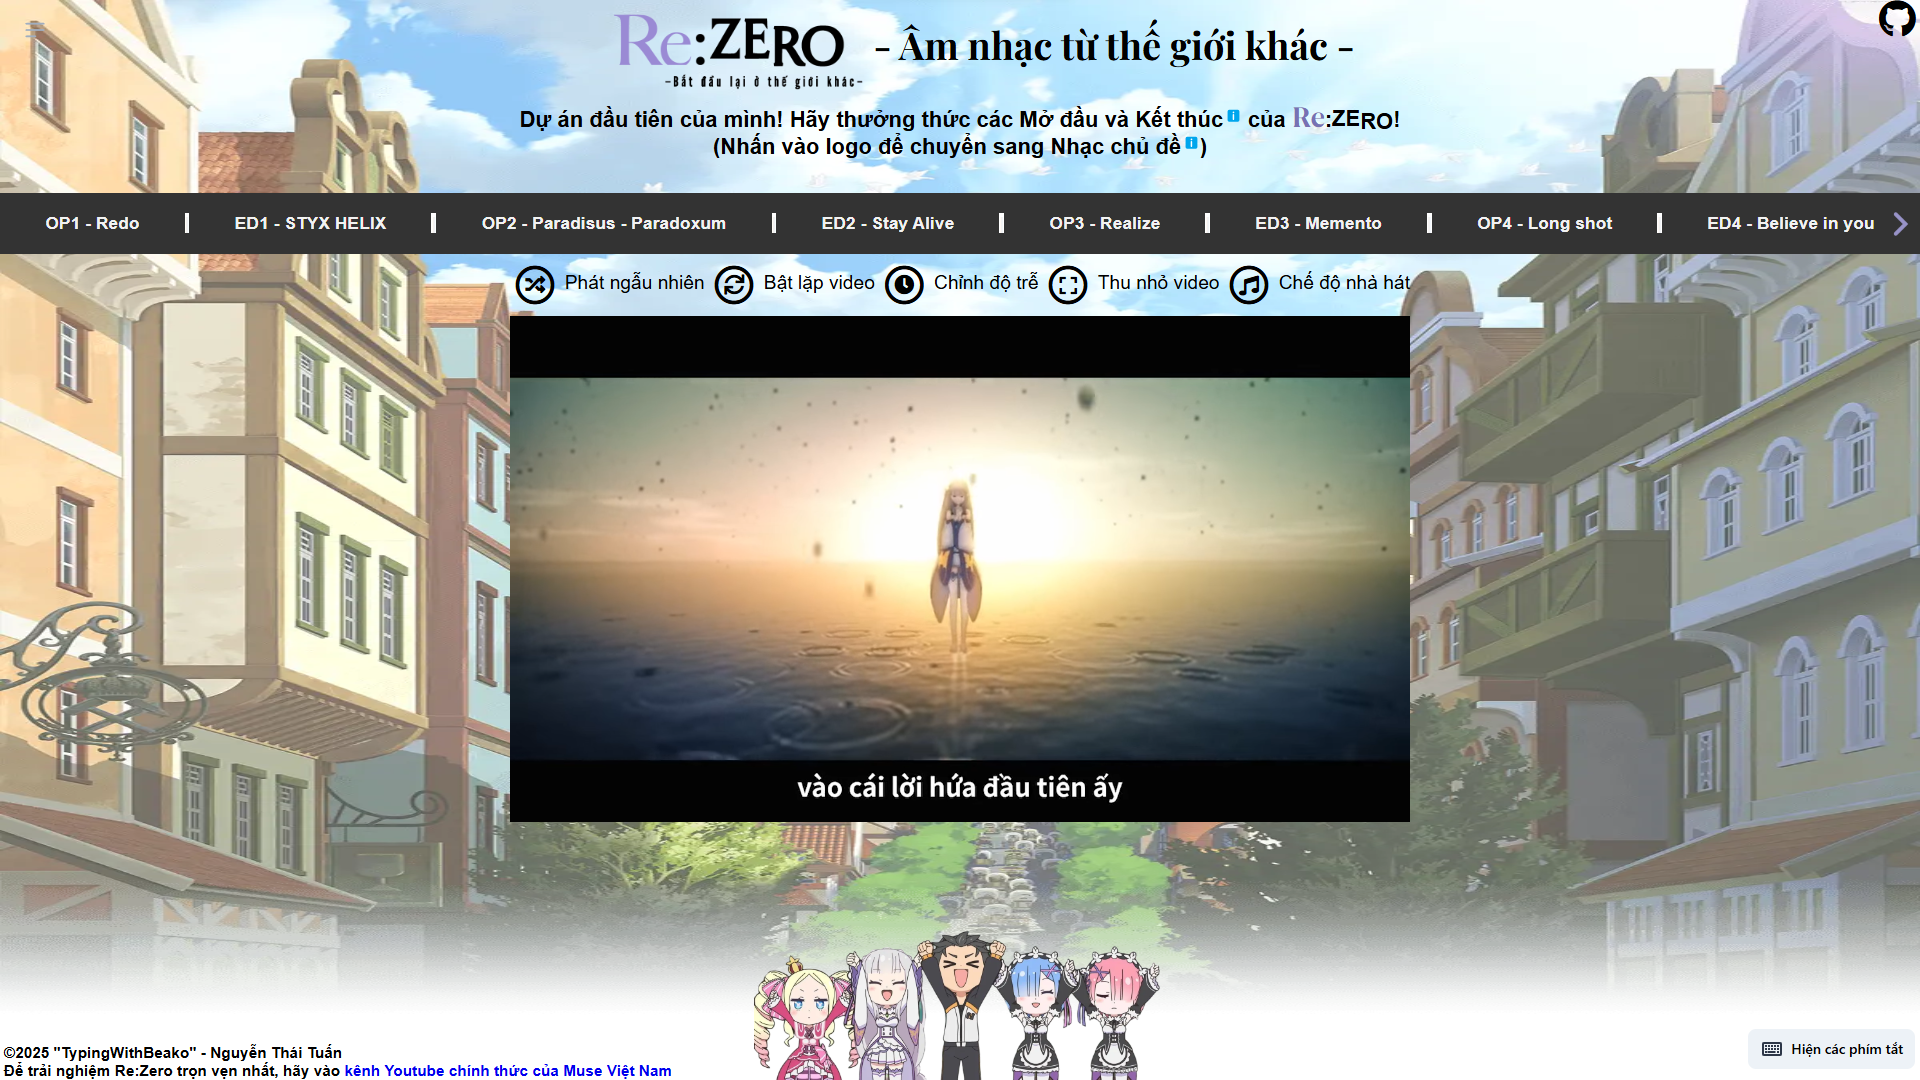 Re:ZERO - Âm nhạc từ thế giới khác -
-Bắt đầu lại ở thế giới khác-
Dự án đầu tiên của mình! Hãy thưởng thức các Mở đầu và Kết thúc của Re:ZERO!
(Nhấn vào logo để chuyển sang Nhạc chủ đề)
OP1 - Redo ED1 - STYX HELIX OP2 - Paradisus - Paradoxum ED2 - Stay Alive OP3 - Realize ED3 - Memento OP4 - Long shot ED4 - Believe in you
Phát ngẫu nhiên Bật lặp video Chỉnh độ trễ Thu nhỏ video Chế độ nhà hát
vào cái lời hứa đầu tiên ấy
Hiện các phím tắt
©2025 "TypingWithBeako" - Nguyễn Thái Tuấn
Để trải nghiệm Re:Zero trọn vẹn nhất, hãy vào kênh Youtube chính thức của Muse Việt Nam